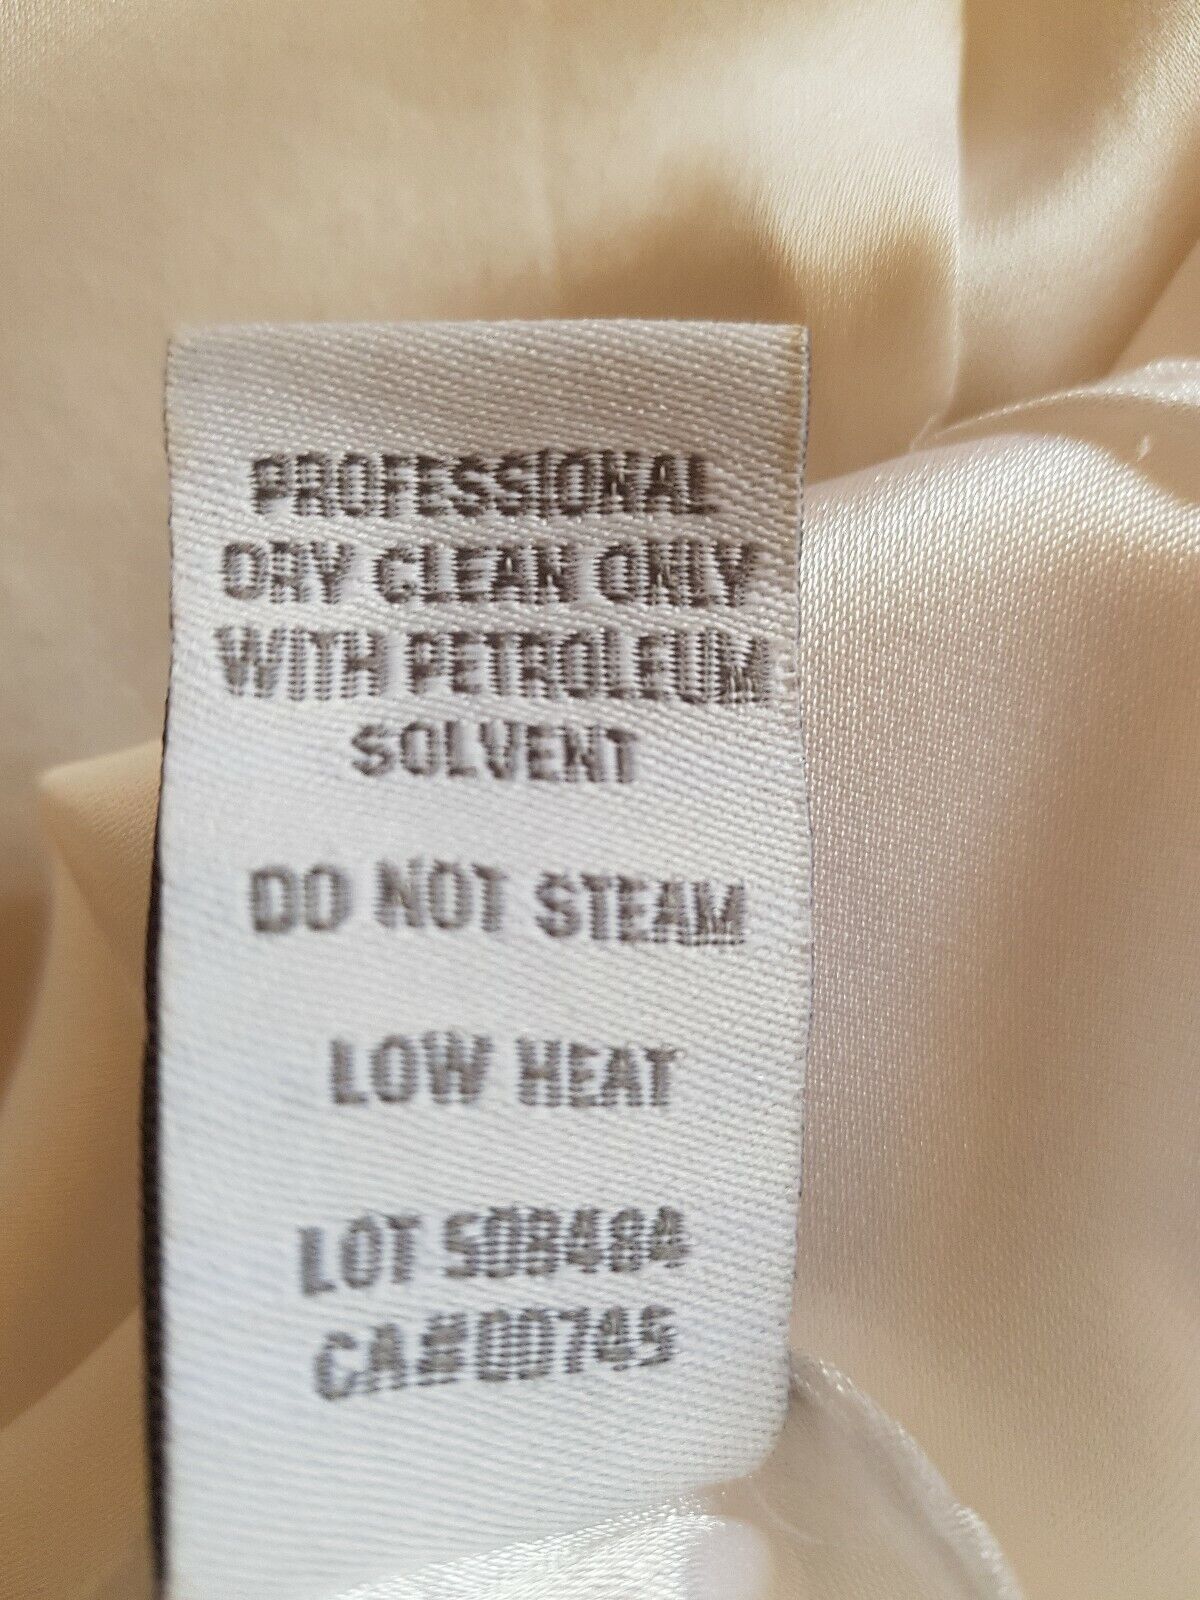 PROFESSIONAL
DRY CLEAN ONLY
WITH PETROLEUM
SOLVENT
DO NOT STEAM
LOW HEAT
LOT 508484
CA#00745